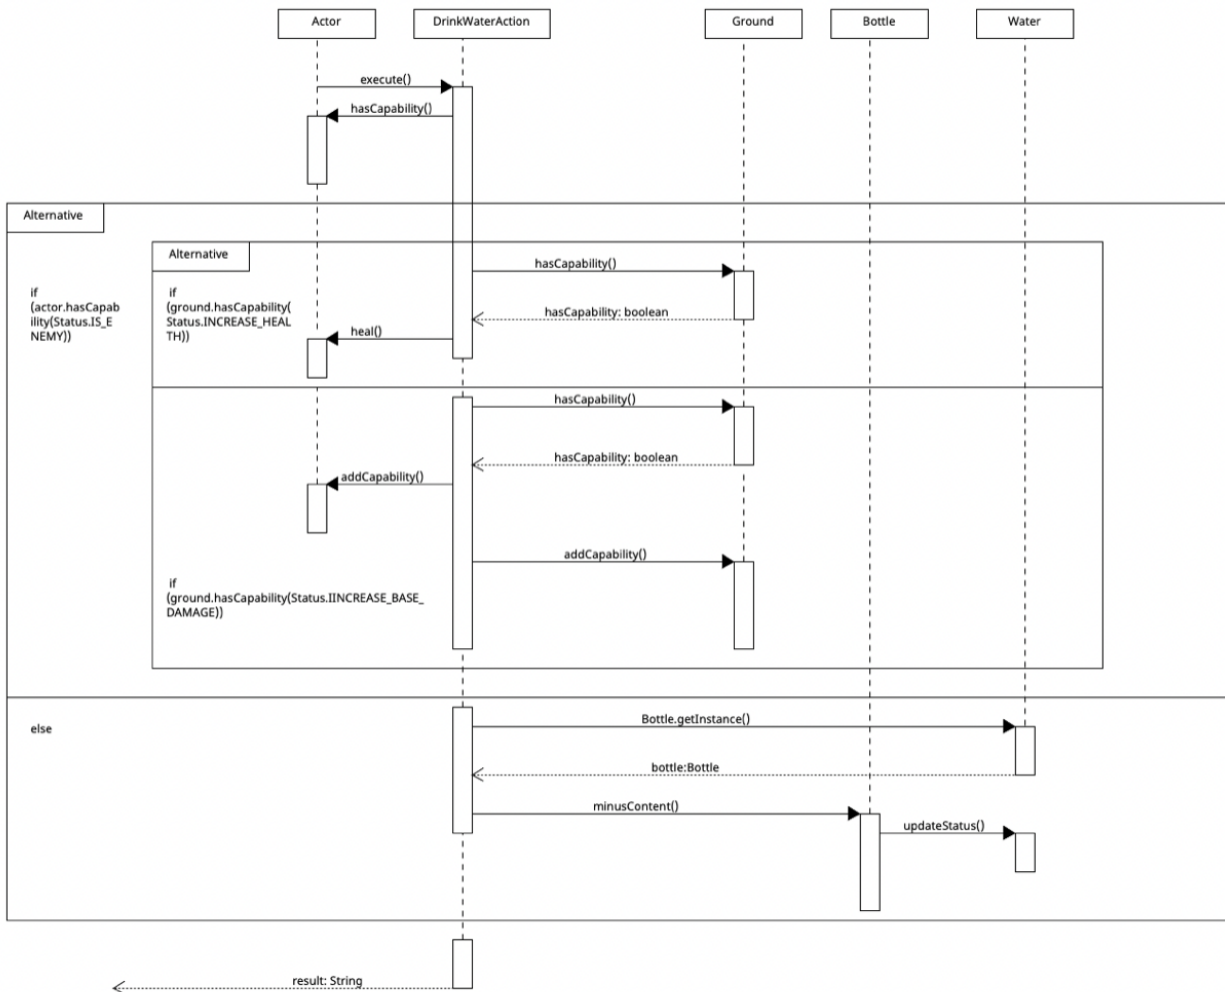 Actor
DrinkWaterAction
Ground
Bottle
Water
execute()
hasCapability()
Alternative
Alternative
hasCapability()
if
(actor.hasCapab
ility(Status.IS_E
NEMY))
if
(ground.hasCapability(
Status.INCREASE_HEAL
TH))
hasCapability: boolean
heal()
hasCapability()
hasCapability: boolean
addCapability()
addCapability()
if
(ground.hasCapability(Status.IINCREASE_BASE_
DAMAGE))
else
Bottle.getInstance()
bottle:Bottle
minusContent()
updateStatus()
result: String